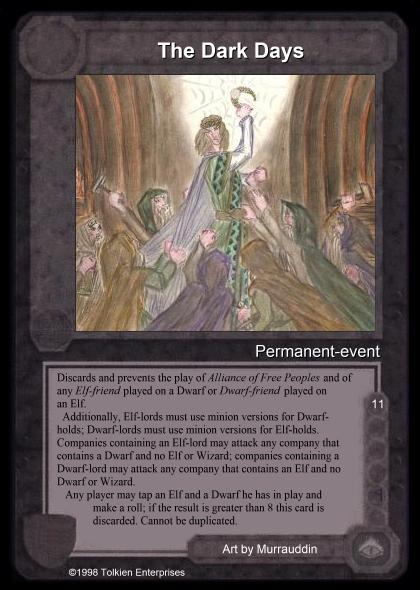 The Dark Days
Permanent-event
Discards and prevents the play of Alliance of Free Peoples and of
any Elf-friend played on a Dwarf or Dwarf-friend played on
an Elf.
Additionally, Elf-lords must use minion versions for Dwarf-
holds; Dwarf-lords must use minion versions for Elf-holds.
Companies containing an Elf-lord may attack any company that
contains a Dwarf and no Elf or Wizard; companies containing a
Dwarf-lord may attack any company that contains an Elf and no
Dwarf or Wizard.
Any player may tap an Elf and a Dwarf he has in play and
make a roll; if the result is greater than 8 this card is
discarded. Cannot be duplicated.
11
Art by Murrauddin
©1998 Tolkien Enterprises